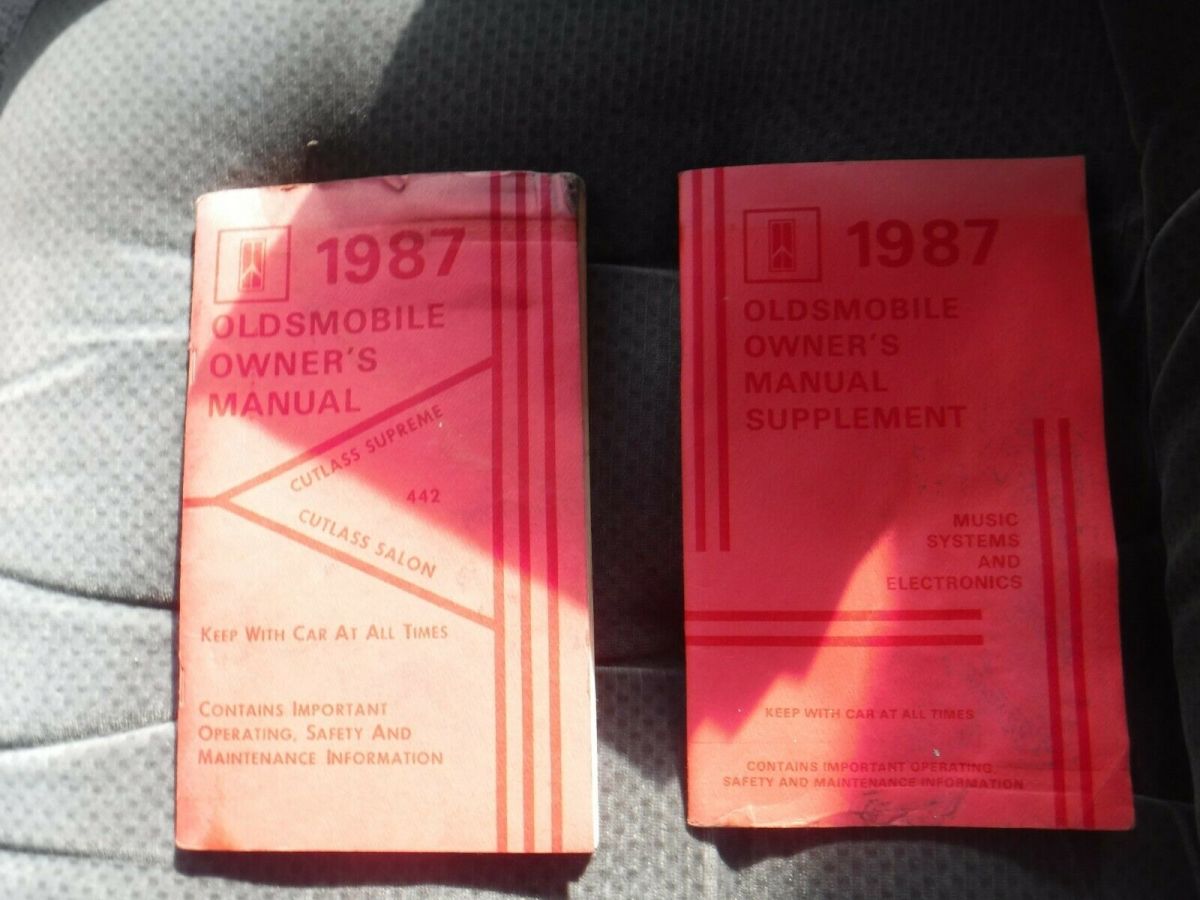 1987
OLDSMOBILE
OWNER'S
MANUAL
CUTLASS SUPREME
442
CUTLASS SALON
KEEP WITH CAR AT ALL TIMES
CONTAINS IMPORTANT
OPERATING, SAFETY AND
MAINTENANCE INFORMATION
1987
OLDSMOBILE
OWNER'S
MANUAL
SUPPLEMENT
MUSIC
SYSTEMS
AND
ELECTRONICS
KEEP WITH CAR AT ALL TIMES
CONTAINS IMPORTANT OPERATING,
SAFETY AND MAINTENANCE INFORMATION